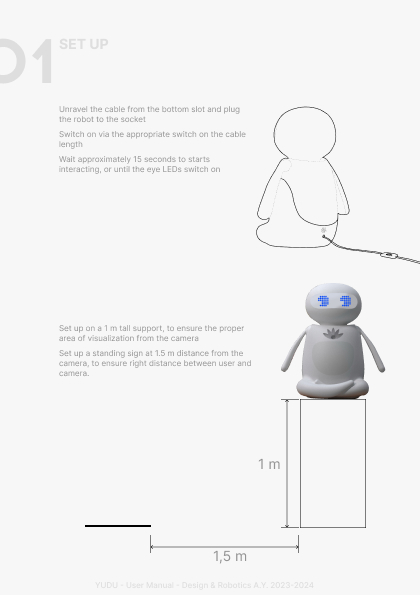 01
SET UP
Unravel the cable from the bottom slot and plug
the robot to the socket
Switch on via the appropriate switch on the cable
length
Wait approximately 15 seconds to starts
interacting, or until the eye LEDs switch on
Set up on a 1 m tall support, to ensure the proper
area of visualization from the camera
Set up a standing sign at 1.5 m distance from the
camera, to ensure right distance between user and
camera.
1 m
1,5 m
YUDU - User Manual - Design & Robotics A.Y. 2023-2024